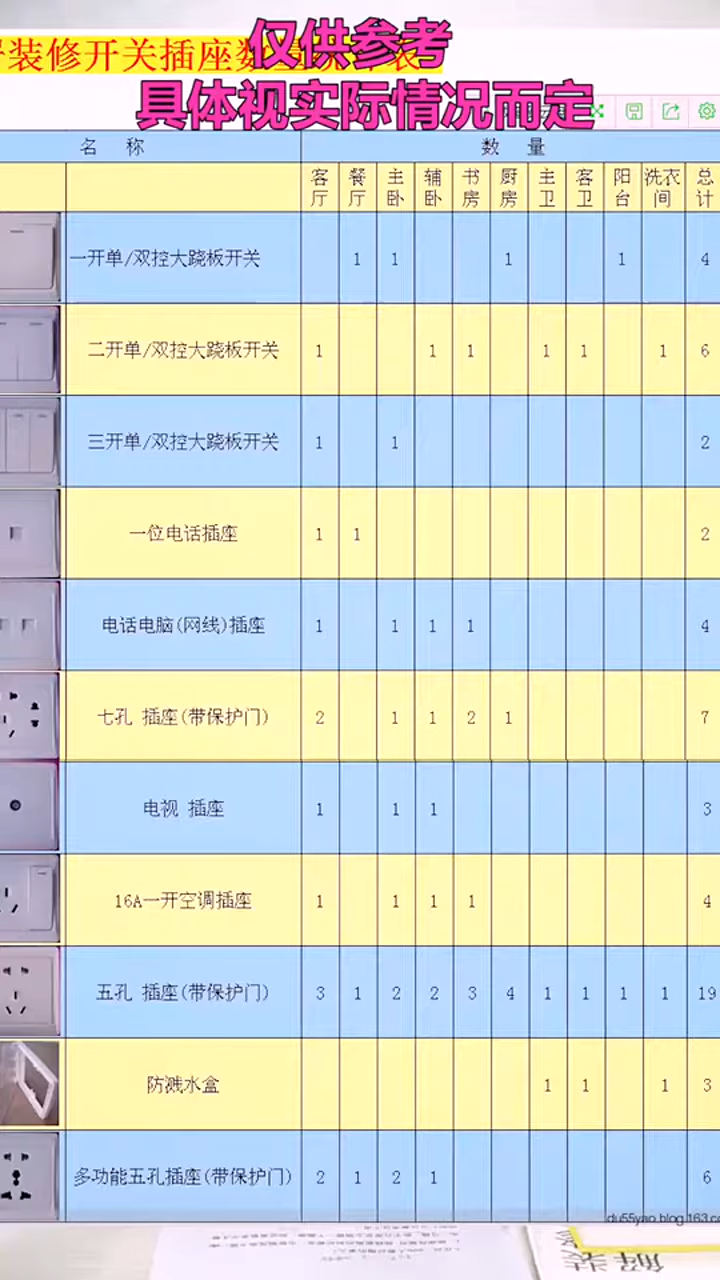 仅供参考
装修开关插座数
具体视实际情况而定
名 称 数 量
客厅 餐厅 主卧 辅卧 书房 厨房 主卫 客卫 阳台 洗衣间 总计
一开单/双控大跷板开关 1 1 1 1 4
二开单/双控大跷板开关 1 1 1 1 1 1 6
三开单/双控大跷板开关 1 1 2
一位电话插座 1 1 2
电话电脑(网线)插座 1 1 1 1 4
七孔 插座(带保护门) 2 1 1 2 1 7
电视 插座 1 1 1 3
16A一开空调插座 1 1 1 1 4
五孔 插座(带保护门) 3 1 2 2 3 4 1 1 1 1 19
防溅水盒 1 1 1 3
多功能五孔插座(带保护门) 2 1 2 1 6
du55yao.blog.163.co